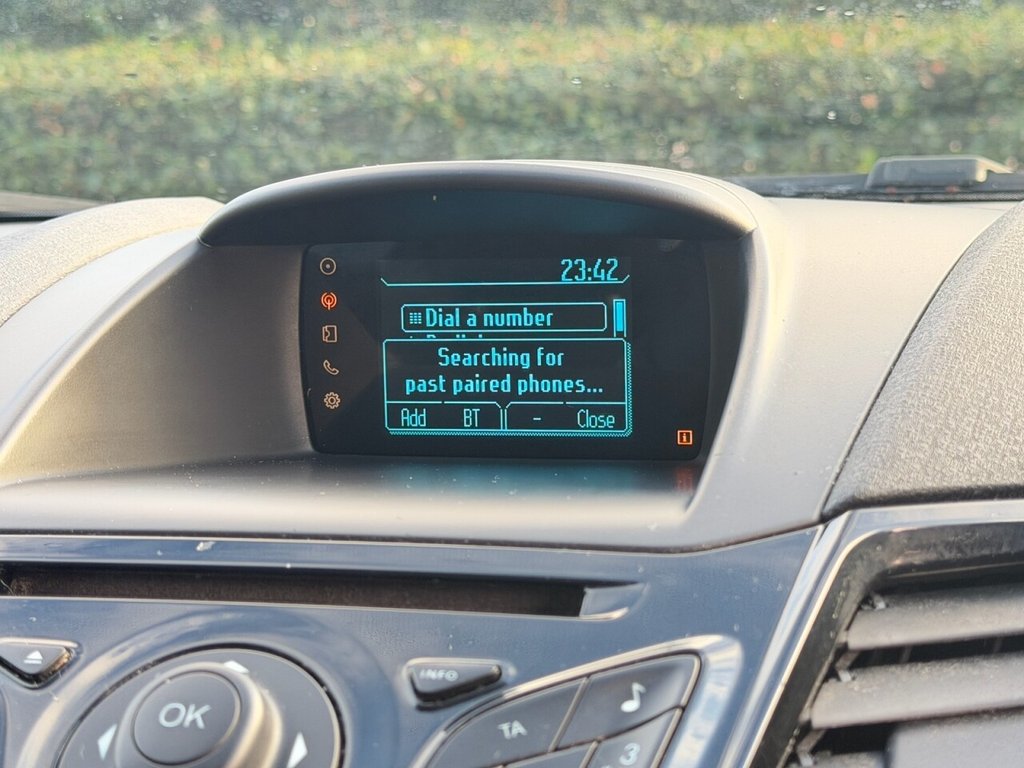 23:42
Dial a number
Searching for
past paired phones...
Add BT - Close
i
INFO
OK
TA
3